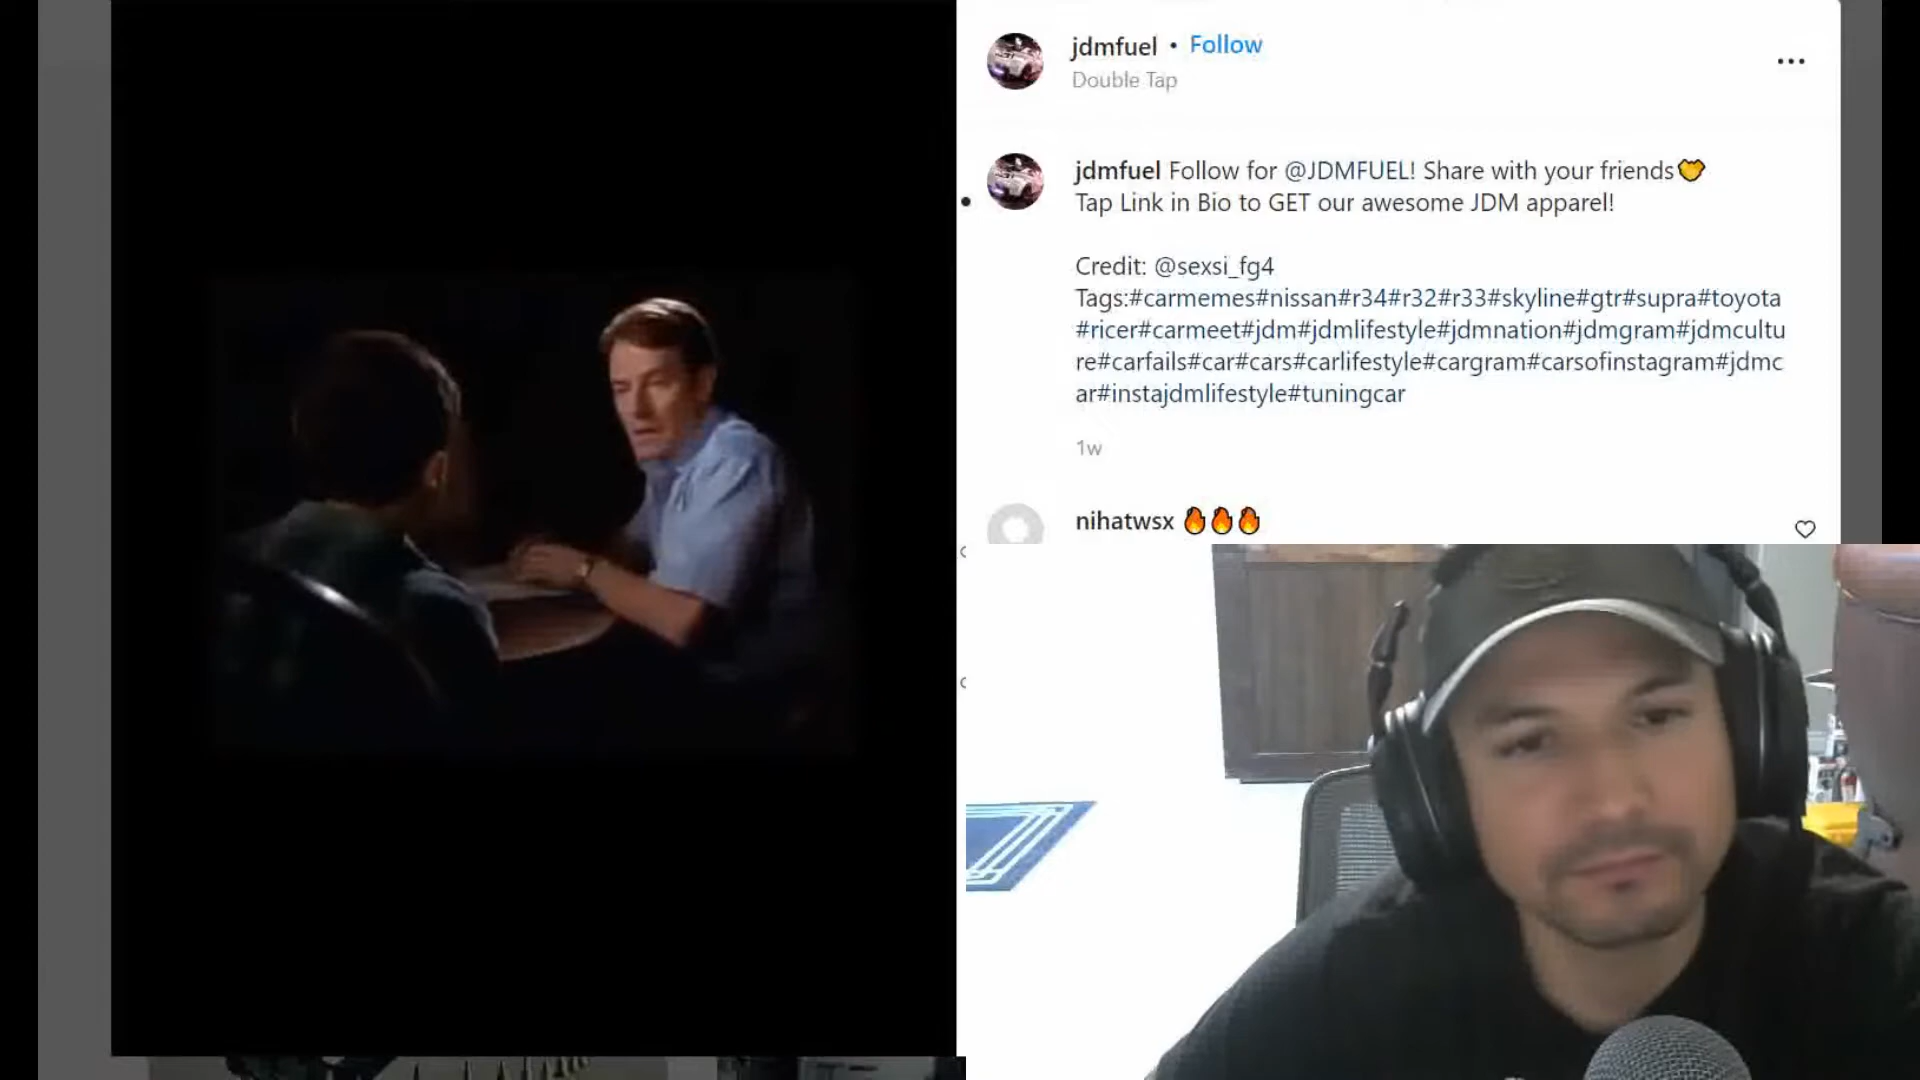 jdmfuel • Follow
Double Tap
jdmfuel Follow for @JDMFUEL! Share with your friends💛
Tap Link in Bio to GET our awesome JDM apparel!
Credit: @sexsi_fg4
Tags:#carmemes#nissan#r34#r32#r33#skyline#gtr#supra#toyota
#ricer#carmeet#jdm#jdmlifestyle#jdmnation#jdmgram#jdmcultu
re#carfails#car#cars#carlifestyle#cargram#carsofinstagram#jdmc
ar#instajdmlifestyle#tuningcar
1w
nihatwsx 🔥🔥🔥